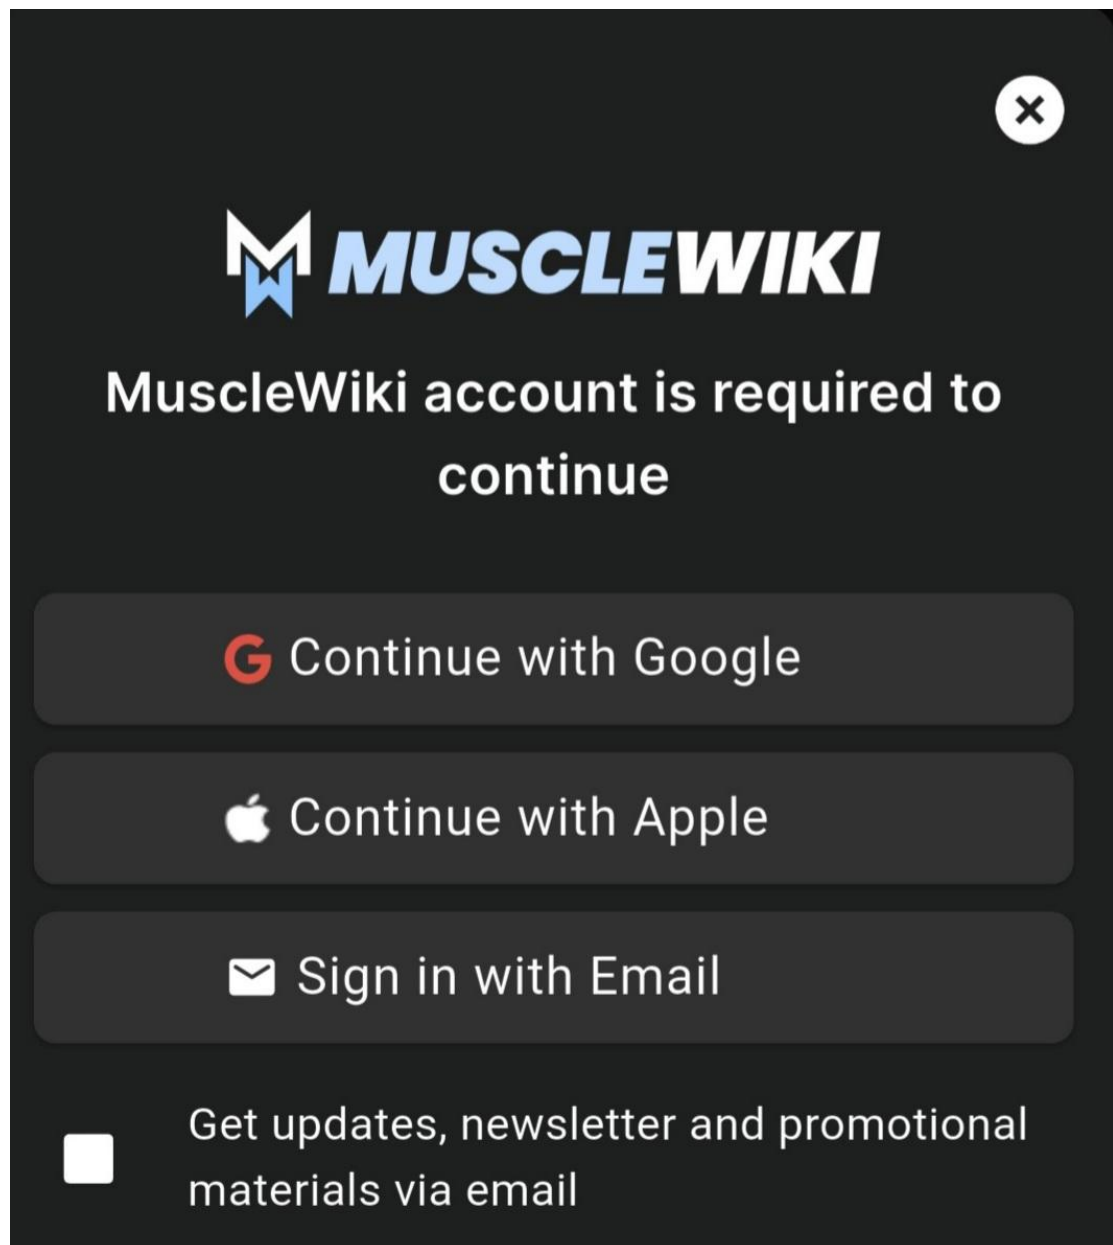 MUSCLEWIKI
MuscleWiki account is required to
continue
Continue with Google
Continue with Apple
Sign in with Email
Get updates, newsletter and promotional
materials via email